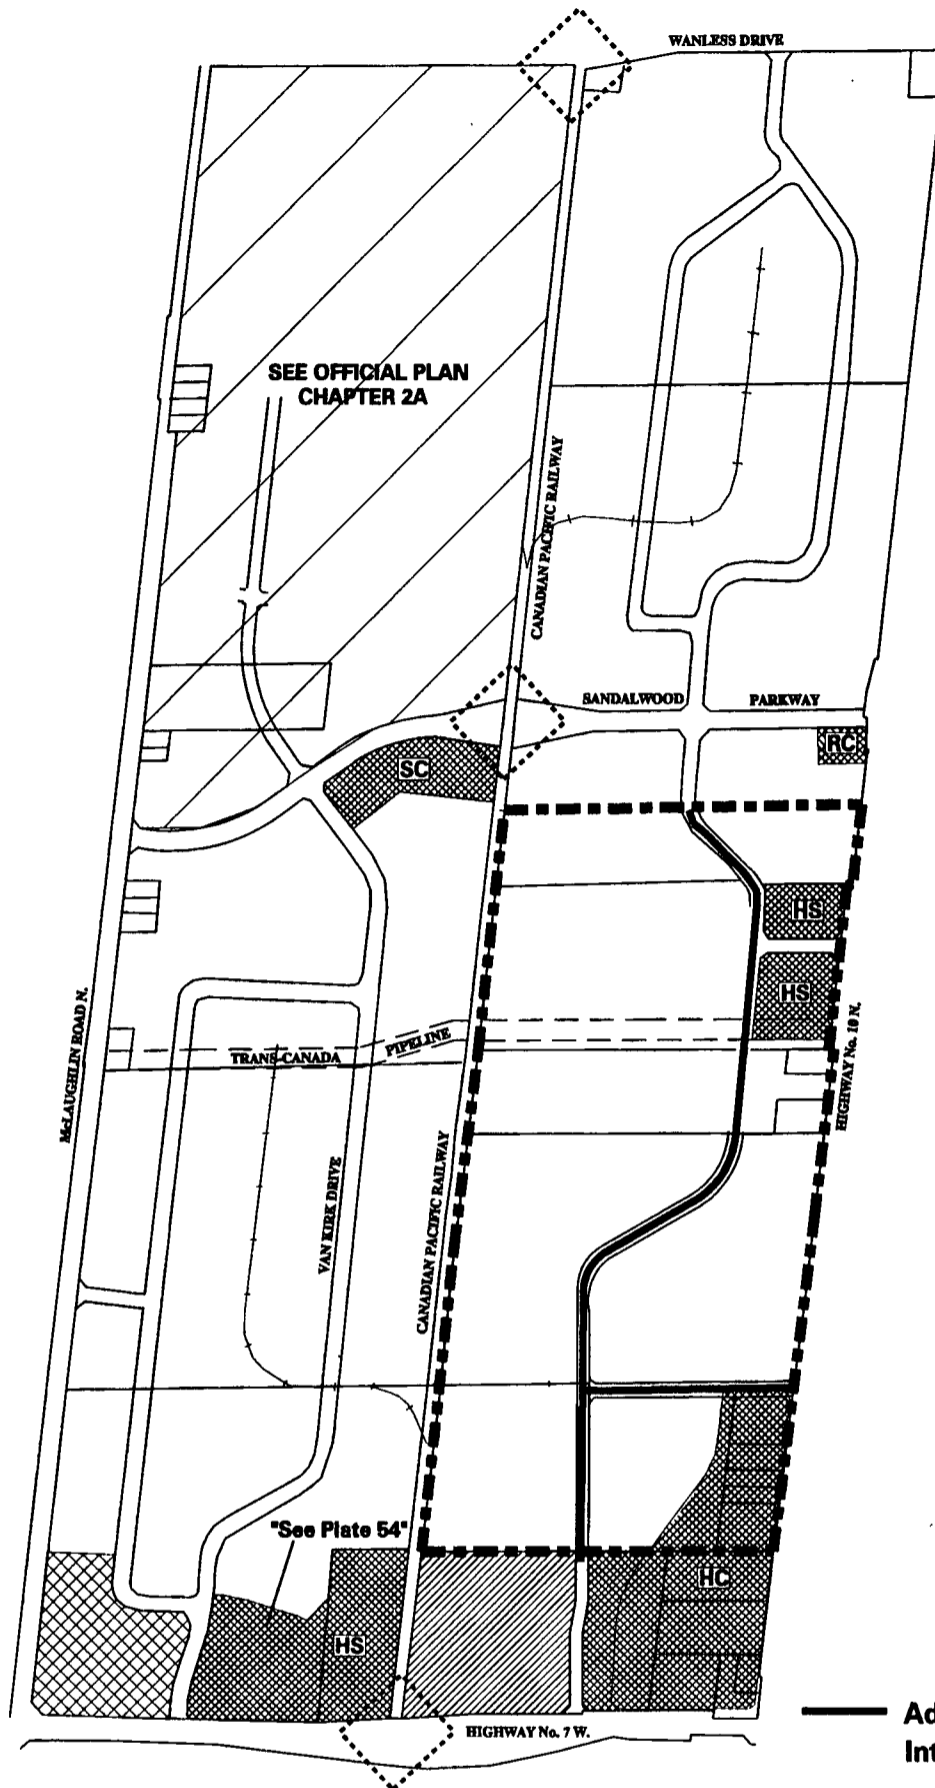 WANLESS DRIVE
SEE OFFICIAL PLAN
CHAPTER 2A
CANADIAN PACIFIC RAILWAY
SANDALWOOD PARKWAY
RC
SC
HS
HS
McLAUGHLIN ROAD N.
HIGHWAY No. 10 N.
TRANS-CANADA PIPELINE
VAN KIRK DRIVE
CANADIAN PACIFIC RAILWAY
"See Plate 54"
HC
HS
HIGHWAY No. 7 W.
Ad
Int